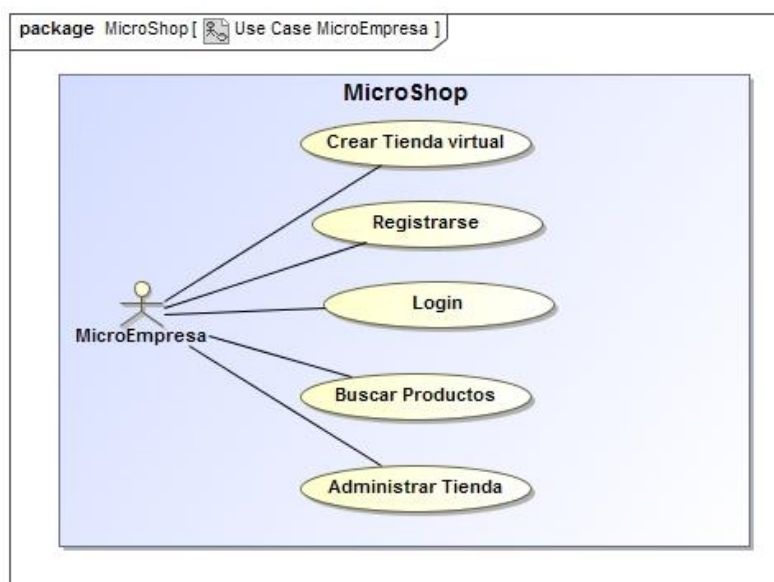 package MicroShop [ Use Case MicroEmpresa ]
MicroShop
Crear Tienda virtual
Registrarse
Login
MicroEmpresa
Buscar Productos
Administrar Tienda